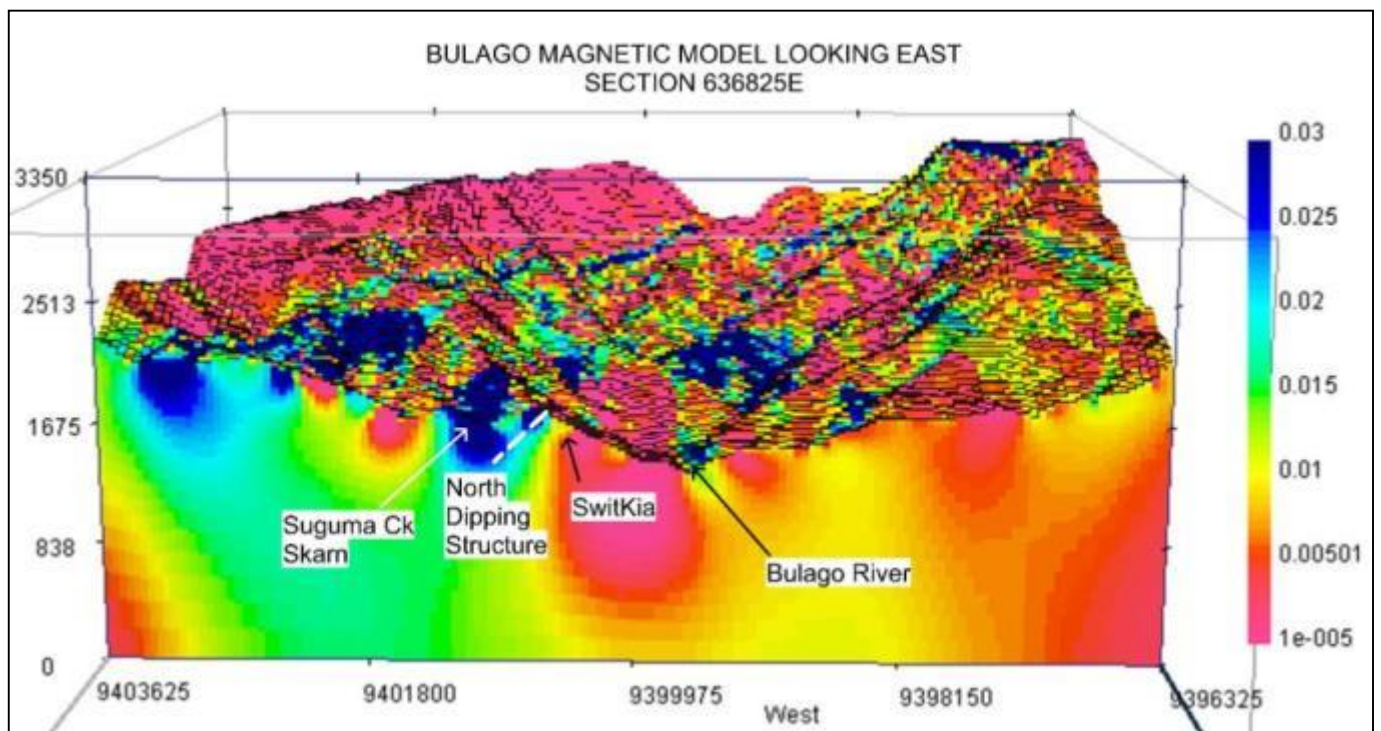 BULAGO MAGNETIC MODEL LOOKING EAST
SECTION 636825E
3350
2513
1675
838
0
0.03
0.025
0.02
0.015
0.01
0.00501
1e-005
Suguma Ck
Skarn
North
Dipping
Structure
SwitKia
Bulago River
9403625
9401800
9399975
9398150
9396325
West